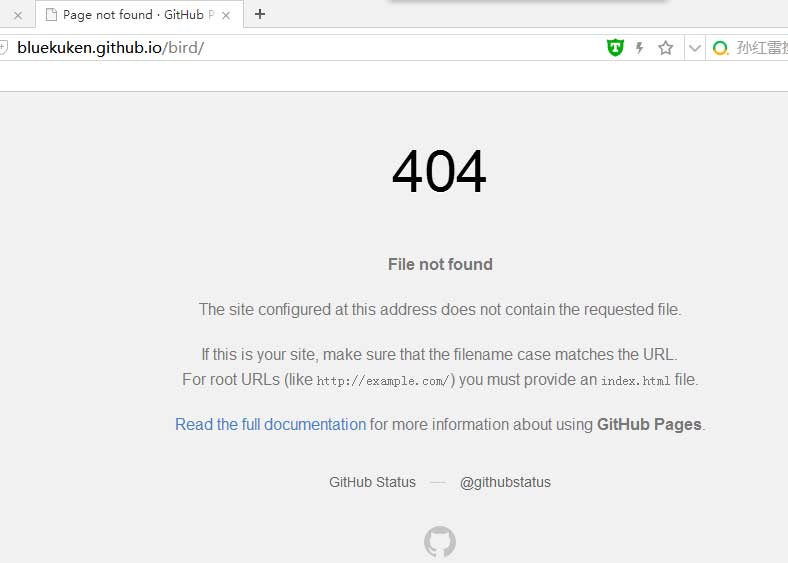 Page not found · GitHub P
bluekuken.github.io/bird/
孙红雷
404
File not found
The site configured at this address does not contain the requested file.
If this is your site, make sure that the filename case matches the URL.
For root URLs (like http://example.com/) you must provide an index.html file.
Read the full documentation for more information about using GitHub Pages.
GitHub Status — @githubstatus